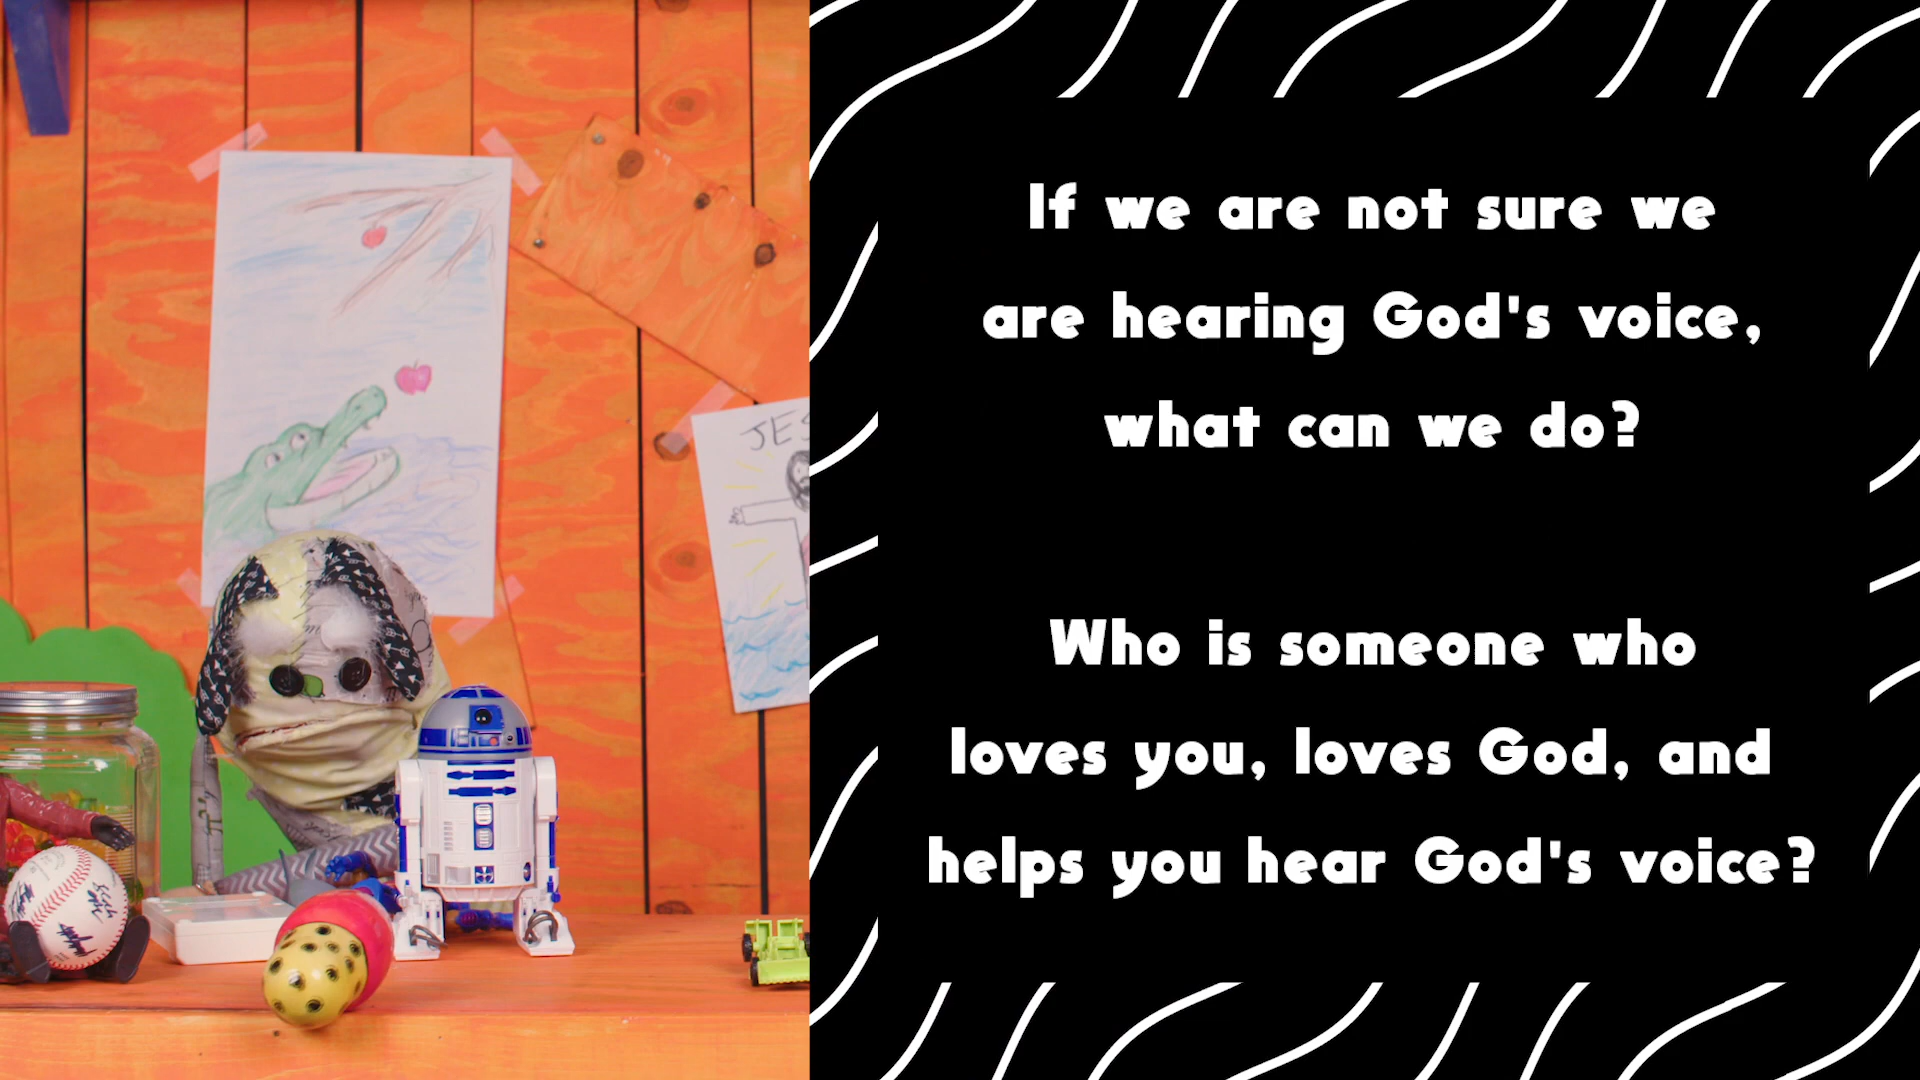 JES
If we are not sure we
are hearing God's voice,
what can we do?
Who is someone who
loves you, loves God, and
helps you hear God's voice?